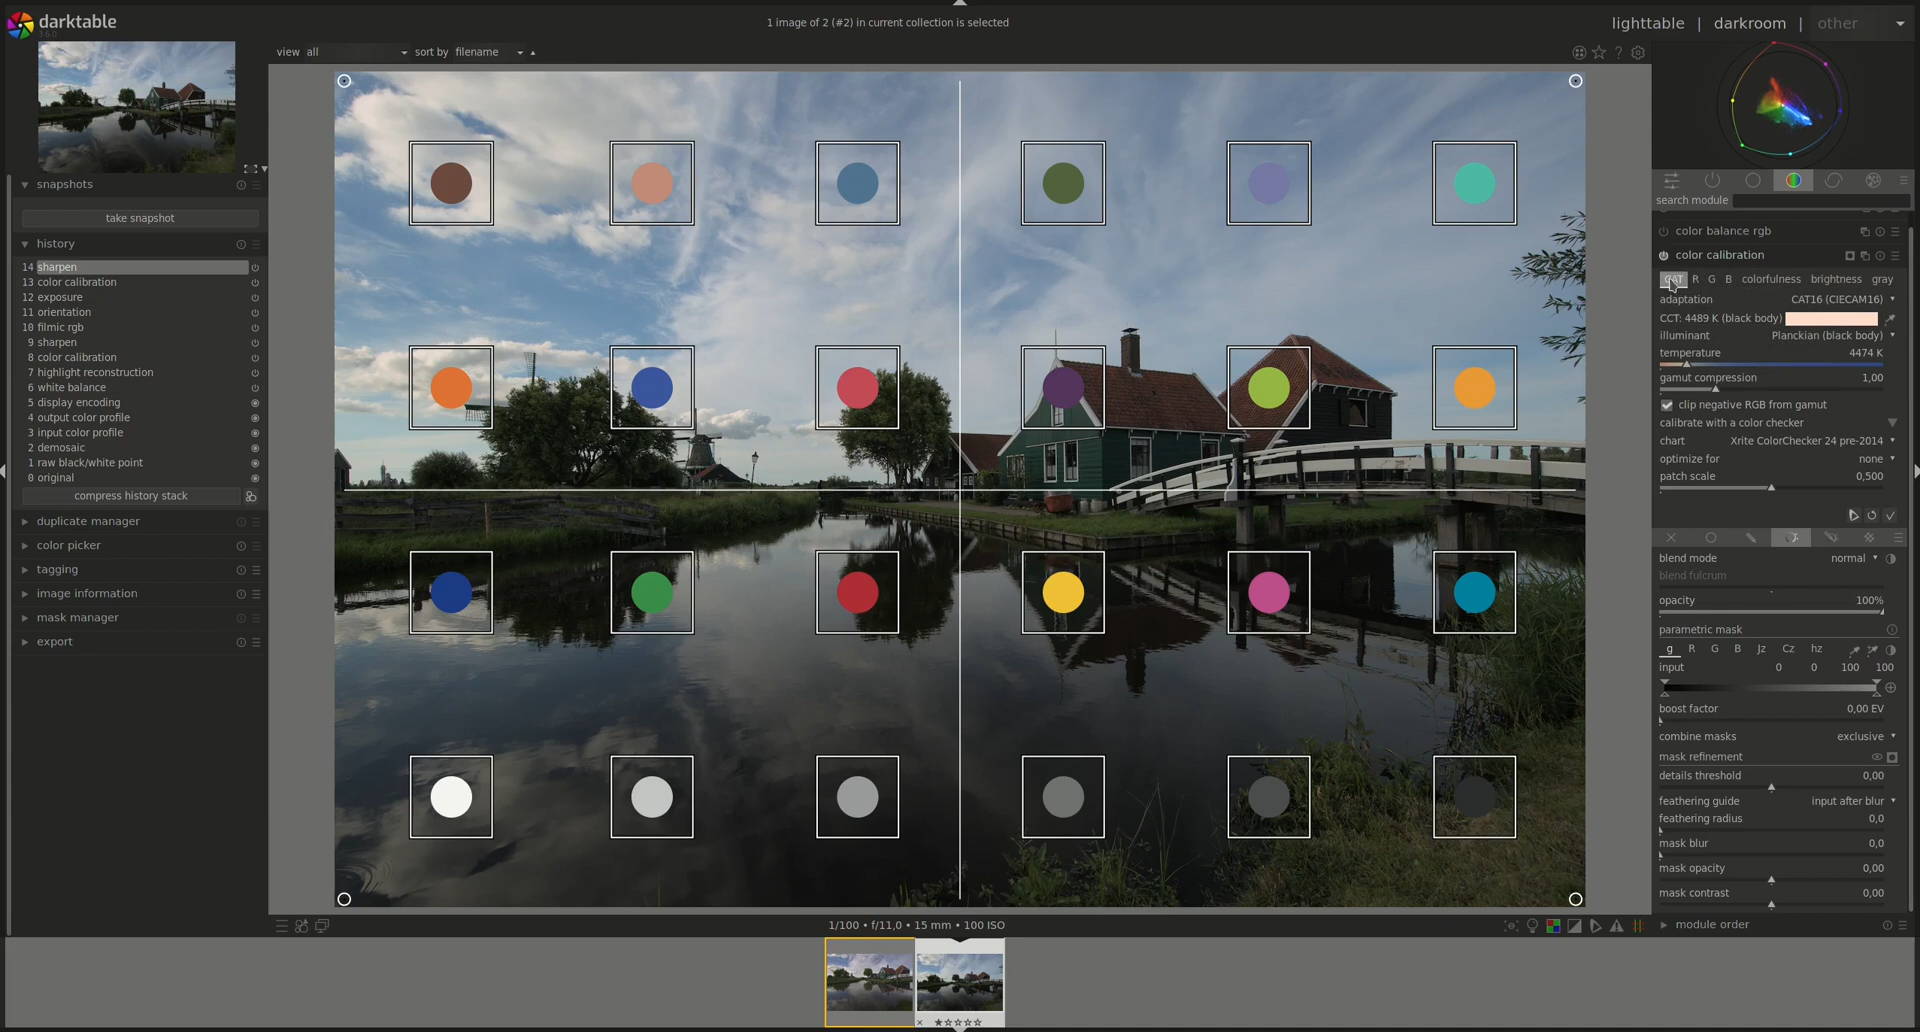 darktable
3.6.0
1 image of 2 (#2) in current collection is selected
lighttable | darkroom | other
view all sort by filename
snapshots
take snapshot
history
14 sharpen
13 color calibration
12 exposure
11 orientation
10 filmic rgb
9 sharpen
8 color calibration
7 highlight reconstruction
6 white balance
5 display encoding
4 output color profile
3 input color profile
2 demosaic
1 raw black/white point
0 original
compress history stack
duplicate manager
color picker
tagging
image information
mask manager
export
1/100 • f/11,0 • 15 mm • 100 ISO
search module
color balance rgb
color calibration
CAT R G B colorfulness brightness gray
adaptation CAT16 (CIECAM16)
CCT: 4489 K (black body)
illuminant Planckian (black body)
temperature 4474 K
gamut compression 1,00
clip negative RGB from gamut
calibrate with a color checker
chart Xrite ColorChecker 24 pre-2014
optimize for none
patch scale 0,500
blend mode normal
blend fulcrum
opacity 100%
parametric mask
g R G B Jz Cz hz
input 0 0 100 100
boost factor 0,00 EV
combine masks exclusive
mask refinement
details threshold 0,00
feathering guide input after blur
feathering radius 0,0
mask blur 0,0
mask opacity 0,00
mask contrast 0,00
module order